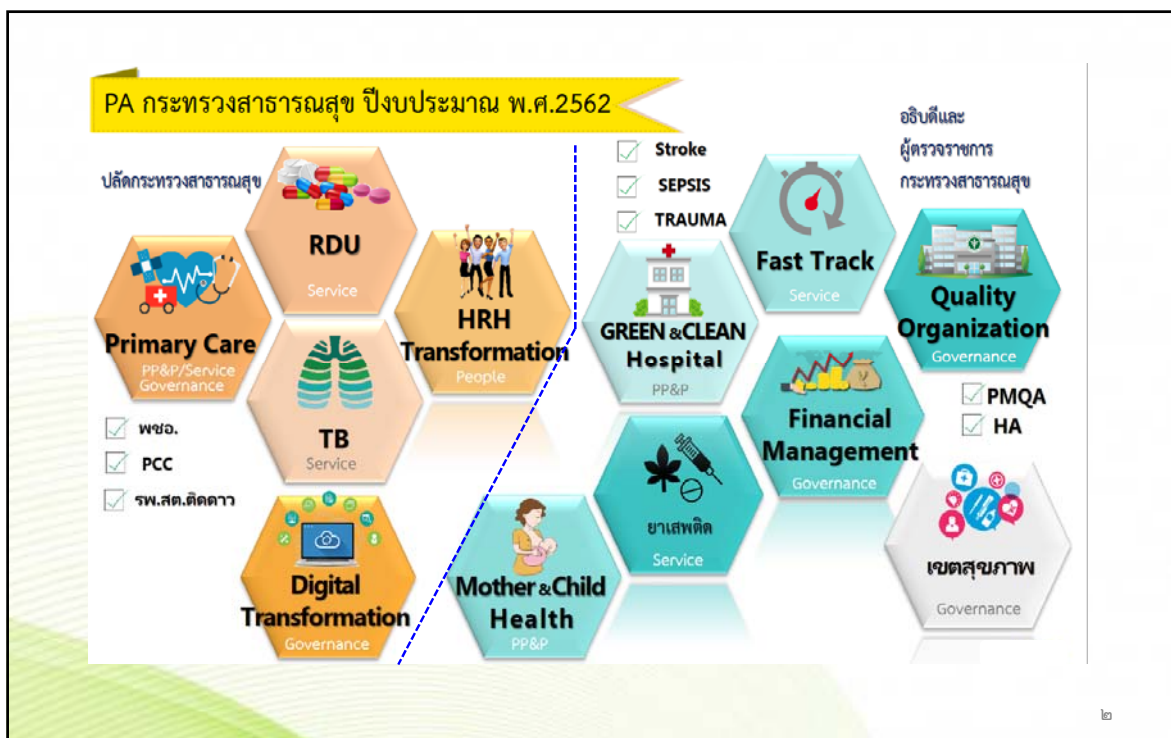 PA กระทรวงสาธารณสุข ปีงบประมาณ พ.ศ.2562
ปลัดกระทรวงสาธารณสุข
RDU
Service
Primary Care
PP&P/Service
Governance
พชอ.
PCC
รพ.สต.ติดดาว
HRH
Transformation
People
TB
Service
Digital
Transformation
Governance
อธิบดีและ
ผู้ตรวจราชการ
กระทรวงสาธารณสุข
Stroke
SEPSIS
TRAUMA
Fast Track
Service
GREEN &CLEAN
Hospital
PP&P
Quality
Organization
Governance
PMQA
HA
Financial
Management
Governance
ยาเสพติด
Service
Mother &Child
Health
PP&P
เขตสุขภาพ
Governance
๒